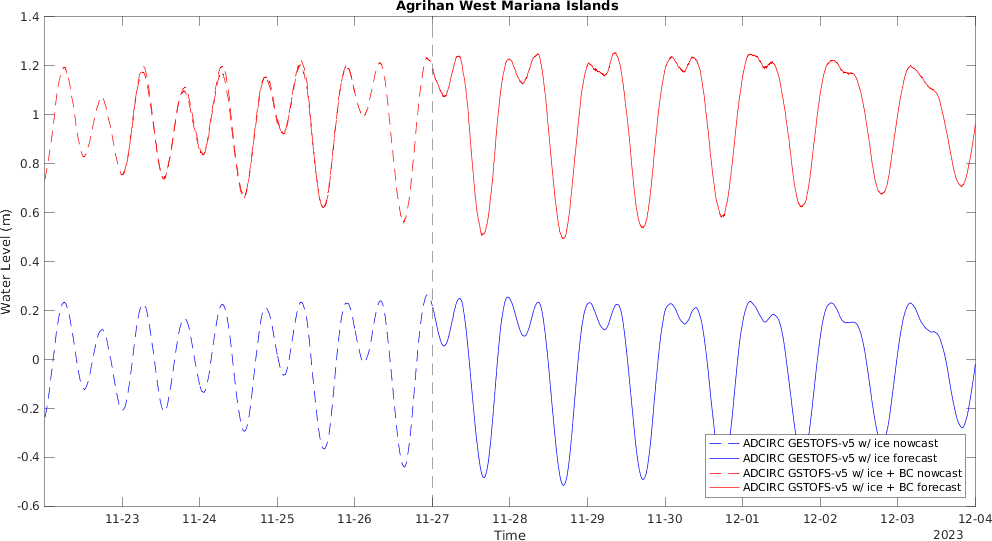 Agrihan West Mariana Islands
Water Level (m)
1.4
1.2
1
0.8
0.6
0.4
0.2
0
-0.2
-0.4
-0.6
ADCIRC GESTOFS-v5 w/ ice nowcast
ADCIRC GESTOFS-v5 w/ ice forecast
ADCIRC GSTOFS-v5 w/ ice + BC nowcast
ADCIRC GSTOFS-v5 w/ ice + BC forecast
11-23 11-24 11-25 11-26 11-27 11-28 11-29 11-30 12-01 12-02 12-03 12-04
Time
2023